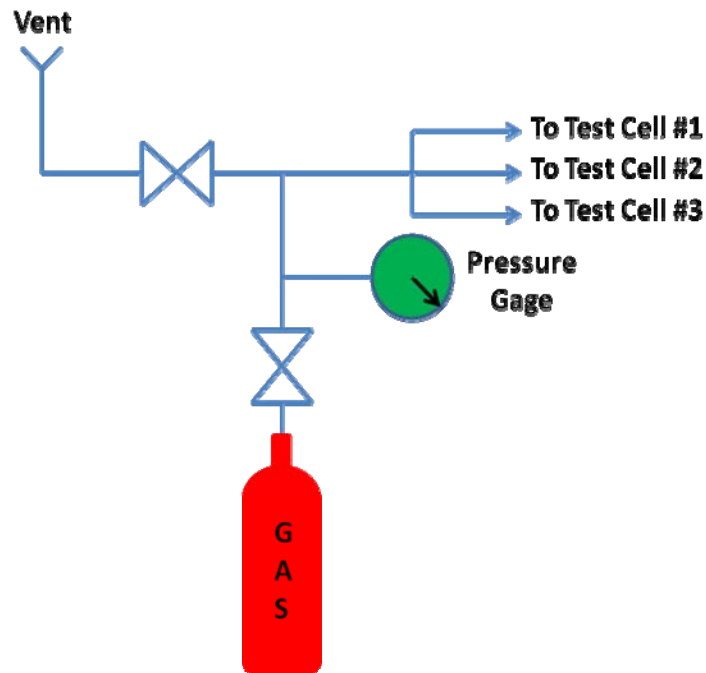 Vent
To Test Cell #1
To Test Cell #2
To Test Cell #3
Pressure
Gage
G
A
S